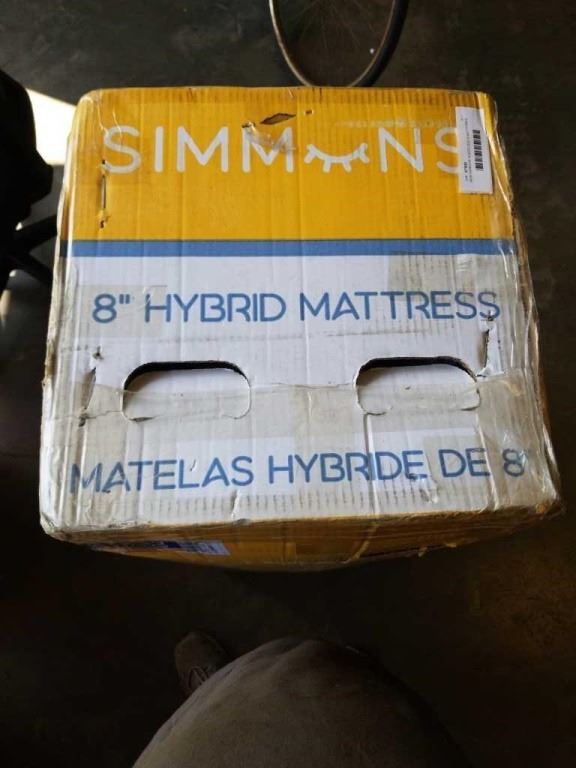 SIMMONS
8" HYBRID MATTRESS
MATELAS HYBRIDE DE 8